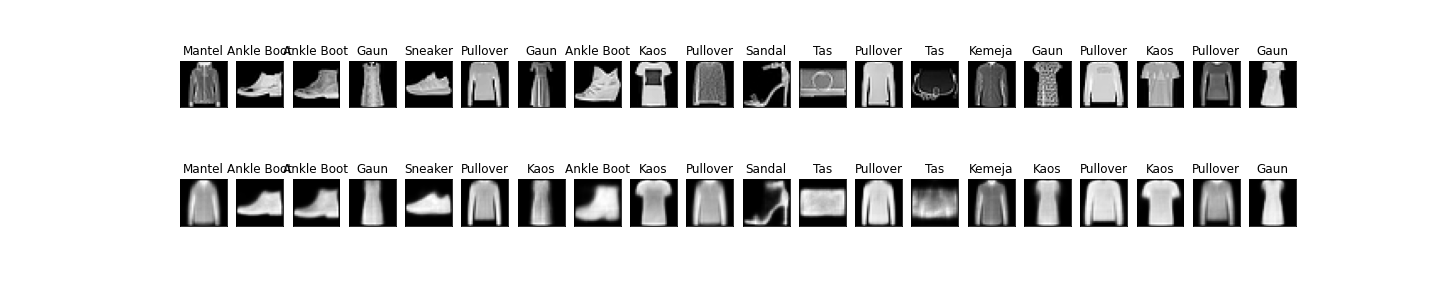 Mantel Ankle Boot Ankle Boot Gaun Sneaker Pullover Gaun Ankle Boot Kaos Pullover Sandal Tas Pullover Tas Kemeja Gaun Pullover Kaos Pullover Gaun
Mantel Ankle Boot Ankle Boot Gaun Sneaker Pullover Kaos Ankle Boot Kaos Pullover Sandal Tas Pullover Tas Kemeja Kaos Pullover Kaos Pullover Gaun